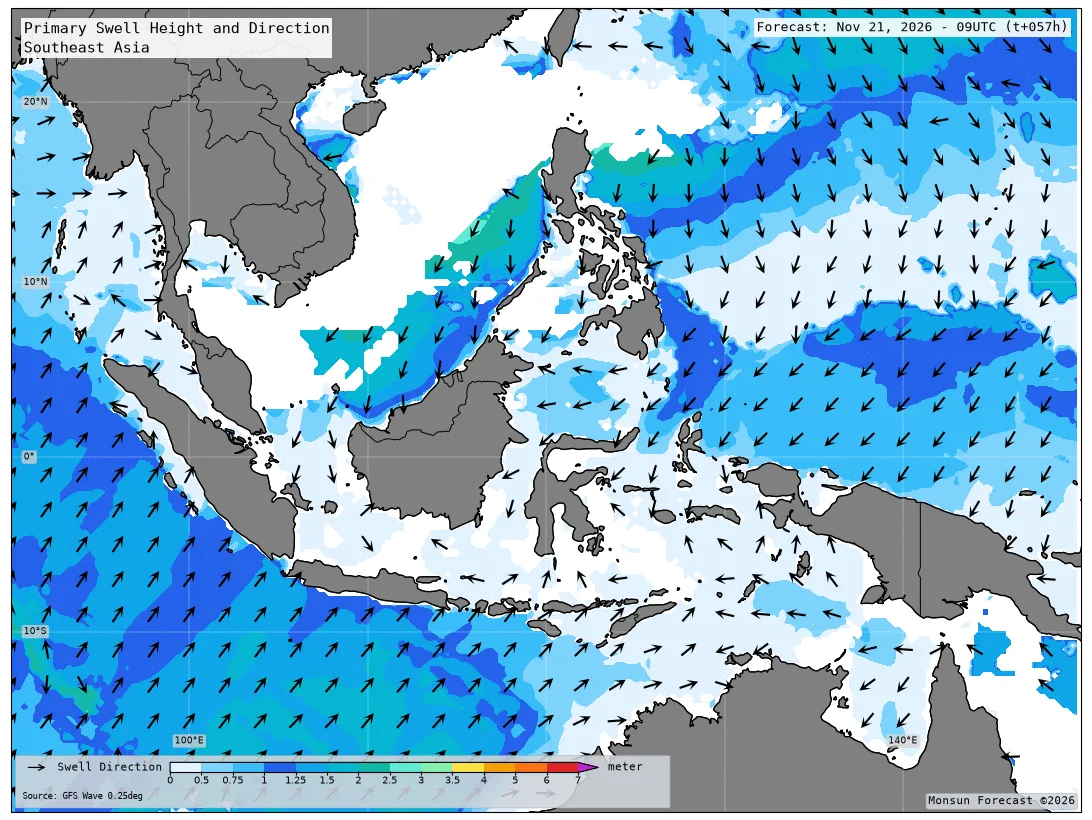 Primary Swell Height and Direction
Southeast Asia
Forecast: Nov 21, 2026 - 09UTC (t+057h)
20°N
10°N
0°
10°S
100°E
140°E
Swell Direction
0 0.5 0.75 1 1.25 1.5 2 2.5 3 3.5 4 5 6 7
meter
Source: GFS Wave 0.25deg
Monsun Forecast ©2026